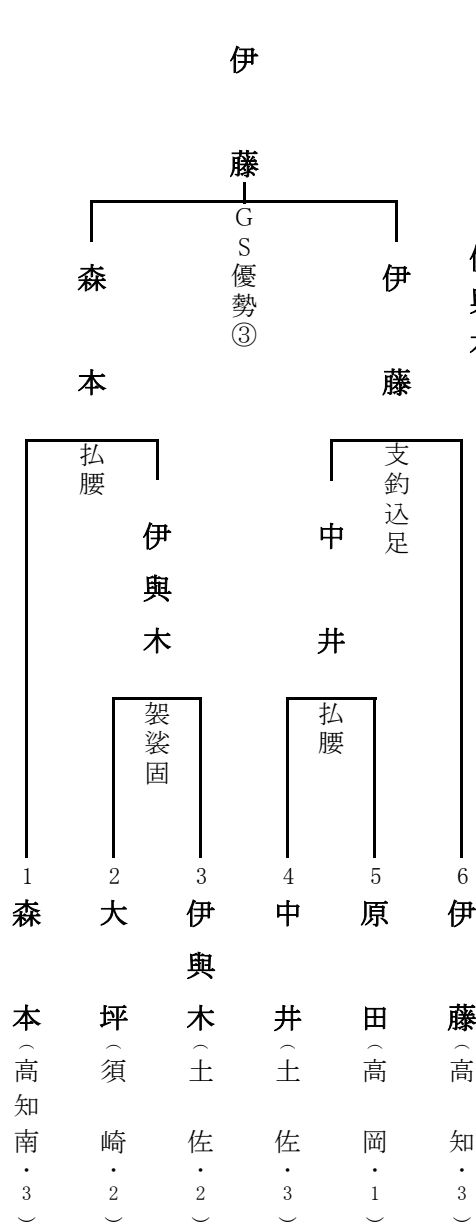 伊藤
GS優勢③
森本
伊藤
払腰
支釣込足
伊與木
中井
袈裟固
払腰
1
2
3
4
5
6
森本（高知南・3）
大坪（須崎・2）
伊與木（土佐・2）
中井（土佐・3）
原田（高岡・1）
伊藤（高知・3）